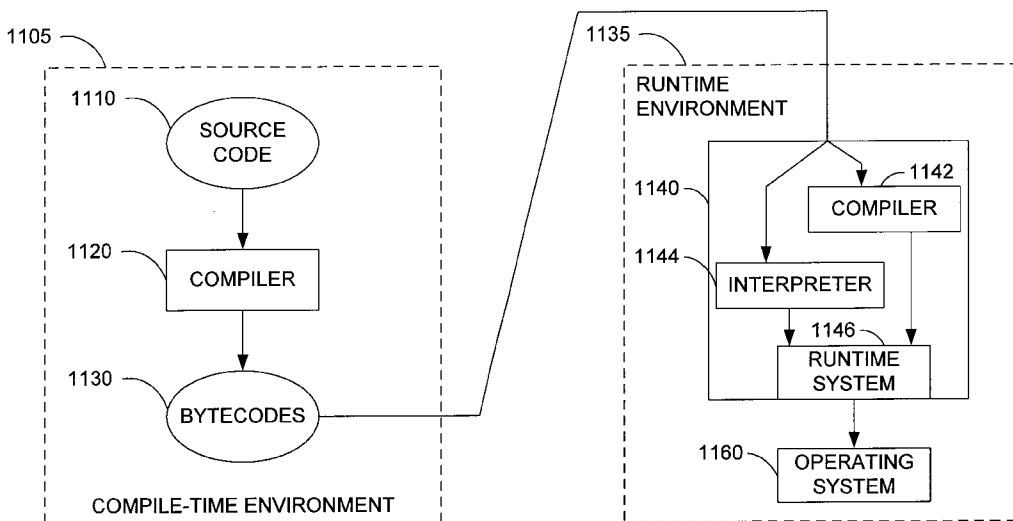 1105
1110
SOURCE
CODE
1120
COMPILER
1130
BYTECODES
COMPILE-TIME ENVIRONMENT
1135
RUNTIME
ENVIRONMENT
1140
1142
COMPILER
1144
INTERPRETER
1146
RUNTIME
SYSTEM
1160
OPERATING
SYSTEM